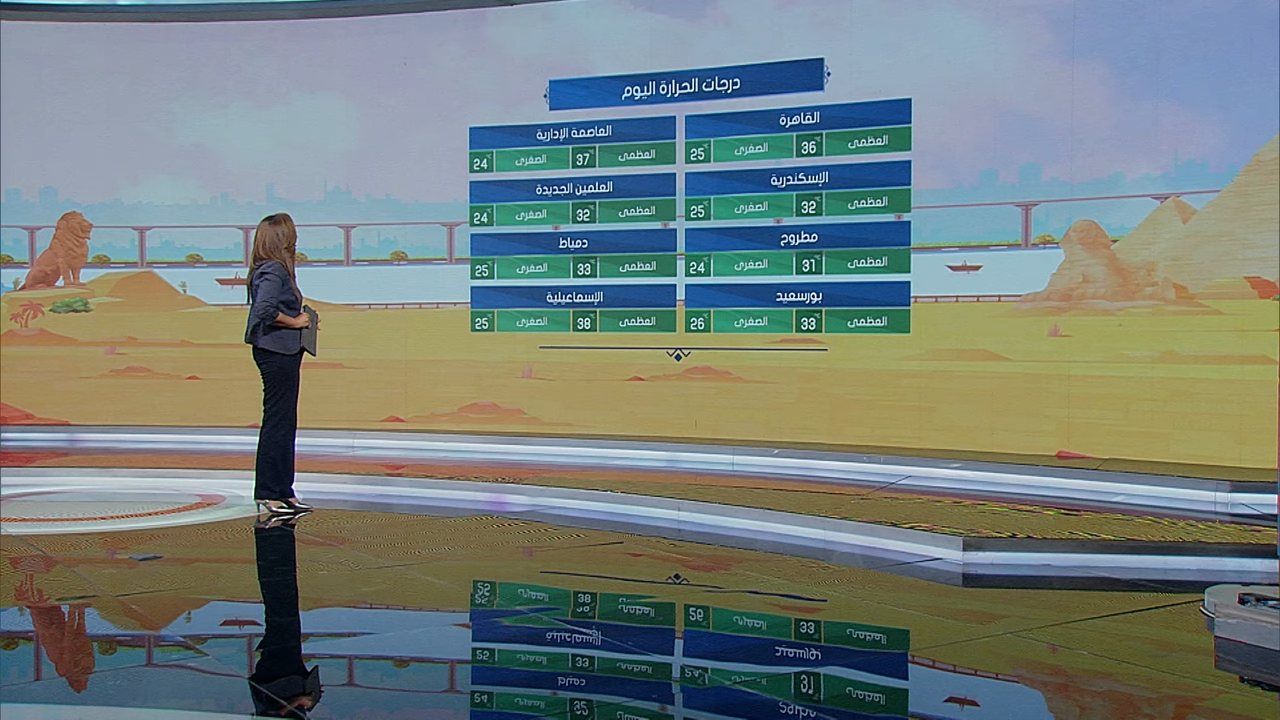 درجات الحرارة اليوم
القاهرة
العظمى 36° الصغرى 25°
العاصمة الإدارية
العظمى 37° الصغرى 24°
الإسكندرية
العظمى 32° الصغرى 25°
العلمين الجديدة
العظمى 32° الصغرى 24°
مطروح
العظمى 31° الصغرى 24°
دمياط
العظمى 33° الصغرى 25°
بورسعيد
العظمى 33° الصغرى 26°
الإسماعيلية
العظمى 38° الصغرى 25°